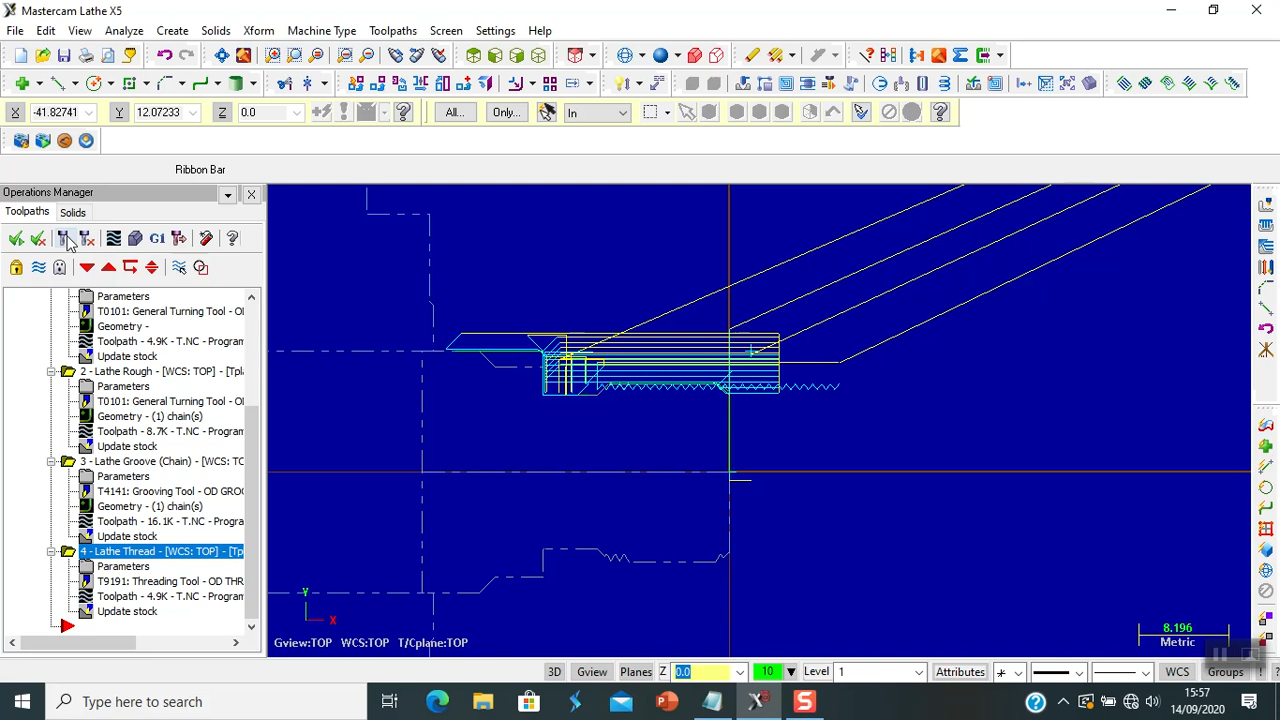 Mastercam Lathe X5
File Edit View Analyze Create Solids Xform Machine Type Toolpaths Screen Settings Help
X -41.82741 Y 12.07233 Z 0.0 All... Only... In
Ribbon Bar
Operations Manager
Toolpaths Solids
G1
Parameters
T0101: General Turning Tool - OI
Geometry -
Toolpath - 4.9K - T.NC - Program
Update stock
2 - Lathe Rough - [WCS: TOP] - [Tpla
Parameters
T0101: General Turning Tool - OI
Geometry - (1) chain(s)
Toolpath - 8.7K - T.NC - Program
Update stock
3 - Lathe Groove (Chain) - [WCS: TC
Parameters
T4141: Grooving Tool - OD GROO
Geometry - (1) chain(s)
Toolpath - 16.1K - T.NC - Progra
Update stock
4 - Lathe Thread - [WCS: TOP] - [Tp
Parameters
T9191: Threading Tool - OD THR
Toolpath - 4.9K - T.NC - Program
Update stock
Y
X
Gview:TOP WCS:TOP T/Cplane:TOP
8.196
Metric
3D Gview Planes Z 0.0 10 Level 1 Attributes WCS Groups ?
Type here to search
15:57
14/09/2020